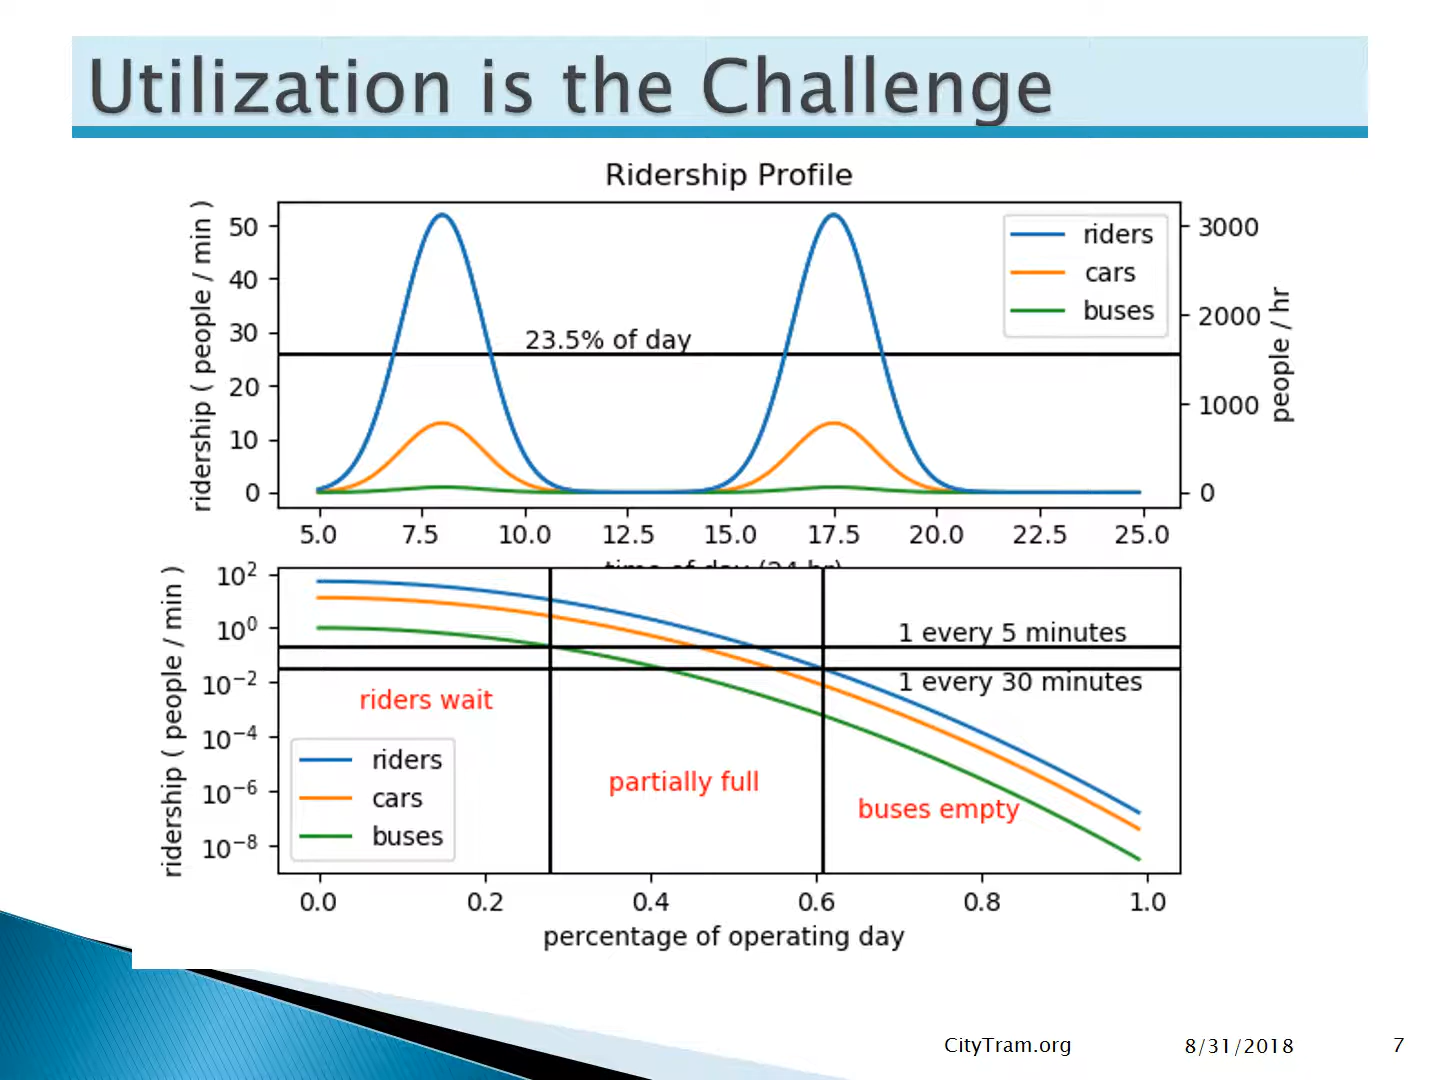 Utilization is the Challenge
Ridership Profile
ridership ( people / min )
50
40
30
20
10
0
23.5% of day
riders
cars
buses
3000
2000
1000
0
people / hr
5.0 7.5 10.0 12.5 15.0 17.5 20.0 22.5 25.0
time of day (24 hr)
ridership ( people / min )
10²
10⁰
10⁻²
10⁻⁴
10⁻⁶
10⁻⁸
1 every 5 minutes
1 every 30 minutes
riders wait
partially full
buses empty
riders
cars
buses
0.0 0.2 0.4 0.6 0.8 1.0
percentage of operating day
CityTram.org 8/31/2018 7